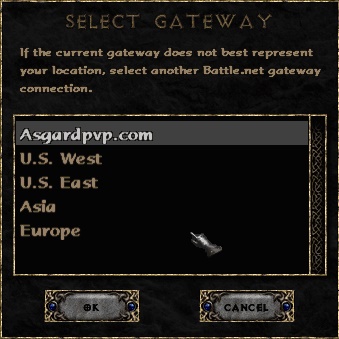 SELECT GATEWAY
If the current gateway does not best represent
your location, select another Battle.net gateway
connection.
Asgardpvp.com
U.S. West
U.S. East
Asia
Europe
OK
CANCEL